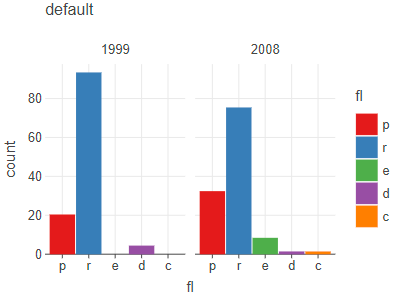 default
1999 2008
fl
p
r
e
d
c
count
80
60
40
20
0
p r e d c p r e d c
fl